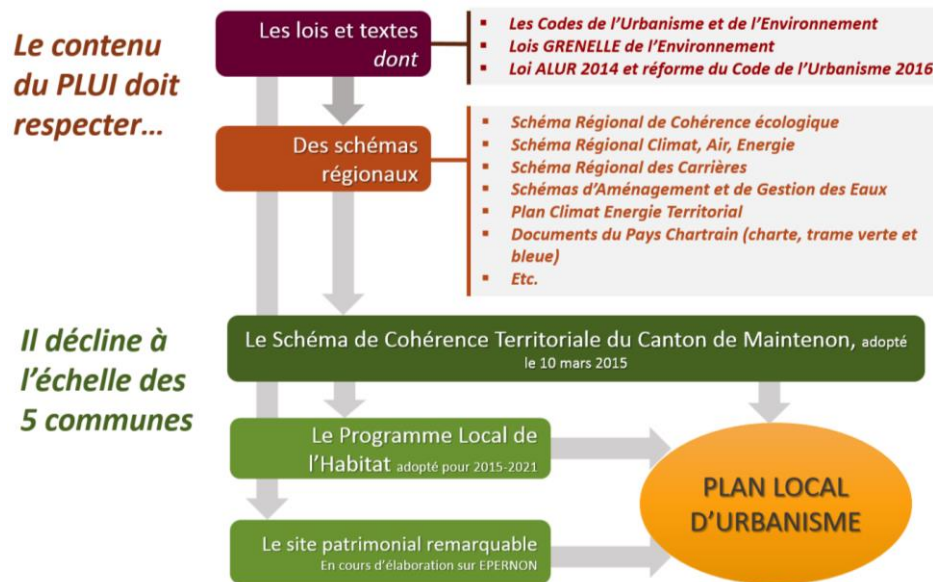 Le contenu
du PLUI doit
respecter...
Les lois et textes
dont
▪ Les Codes de l'Urbanisme et de l'Environnement
▪ Lois GRENELLE de l'Environnement
▪ Loi ALUR 2014 et réforme du Code de l'Urbanisme 2016
Des schémas
régionaux
▪ Schéma Régional de Cohérence écologique
▪ Schéma Régional Climat, Air, Energie
▪ Schéma Régional des Carrières
▪ Schémas d'Aménagement et de Gestion des Eaux
▪ Plan Climat Energie Territorial
▪ Documents du Pays Chartrain (charte, trame verte et
bleue)
▪ Etc.
Il décline à
l'échelle des
5 communes
Le Schéma de Cohérence Territoriale du Canton de Maintenon, adopté
le 10 mars 2015
Le Programme Local de
l'Habitat adopté pour 2015-2021
Le site patrimonial remarquable
En cours d'élaboration sur EPERNON
PLAN LOCAL
D'URBANISME